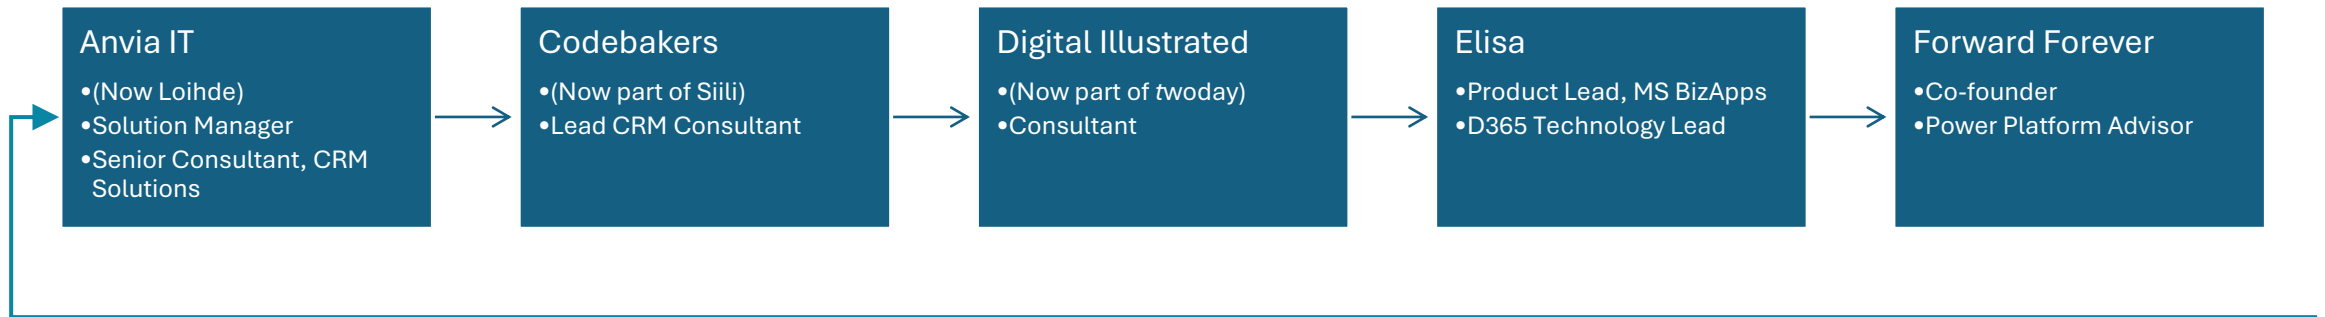 Anvia IT
•(Now Loihde)
•Solution Manager
•Senior Consultant, CRM
Solutions
Codebakers
•(Now part of Siili)
•Lead CRM Consultant
Digital Illustrated
•(Now part of twoday)
•Consultant
Elisa
•Product Lead, MS BizApps
•D365 Technology Lead
Forward Forever
•Co-founder
•Power Platform Advisor